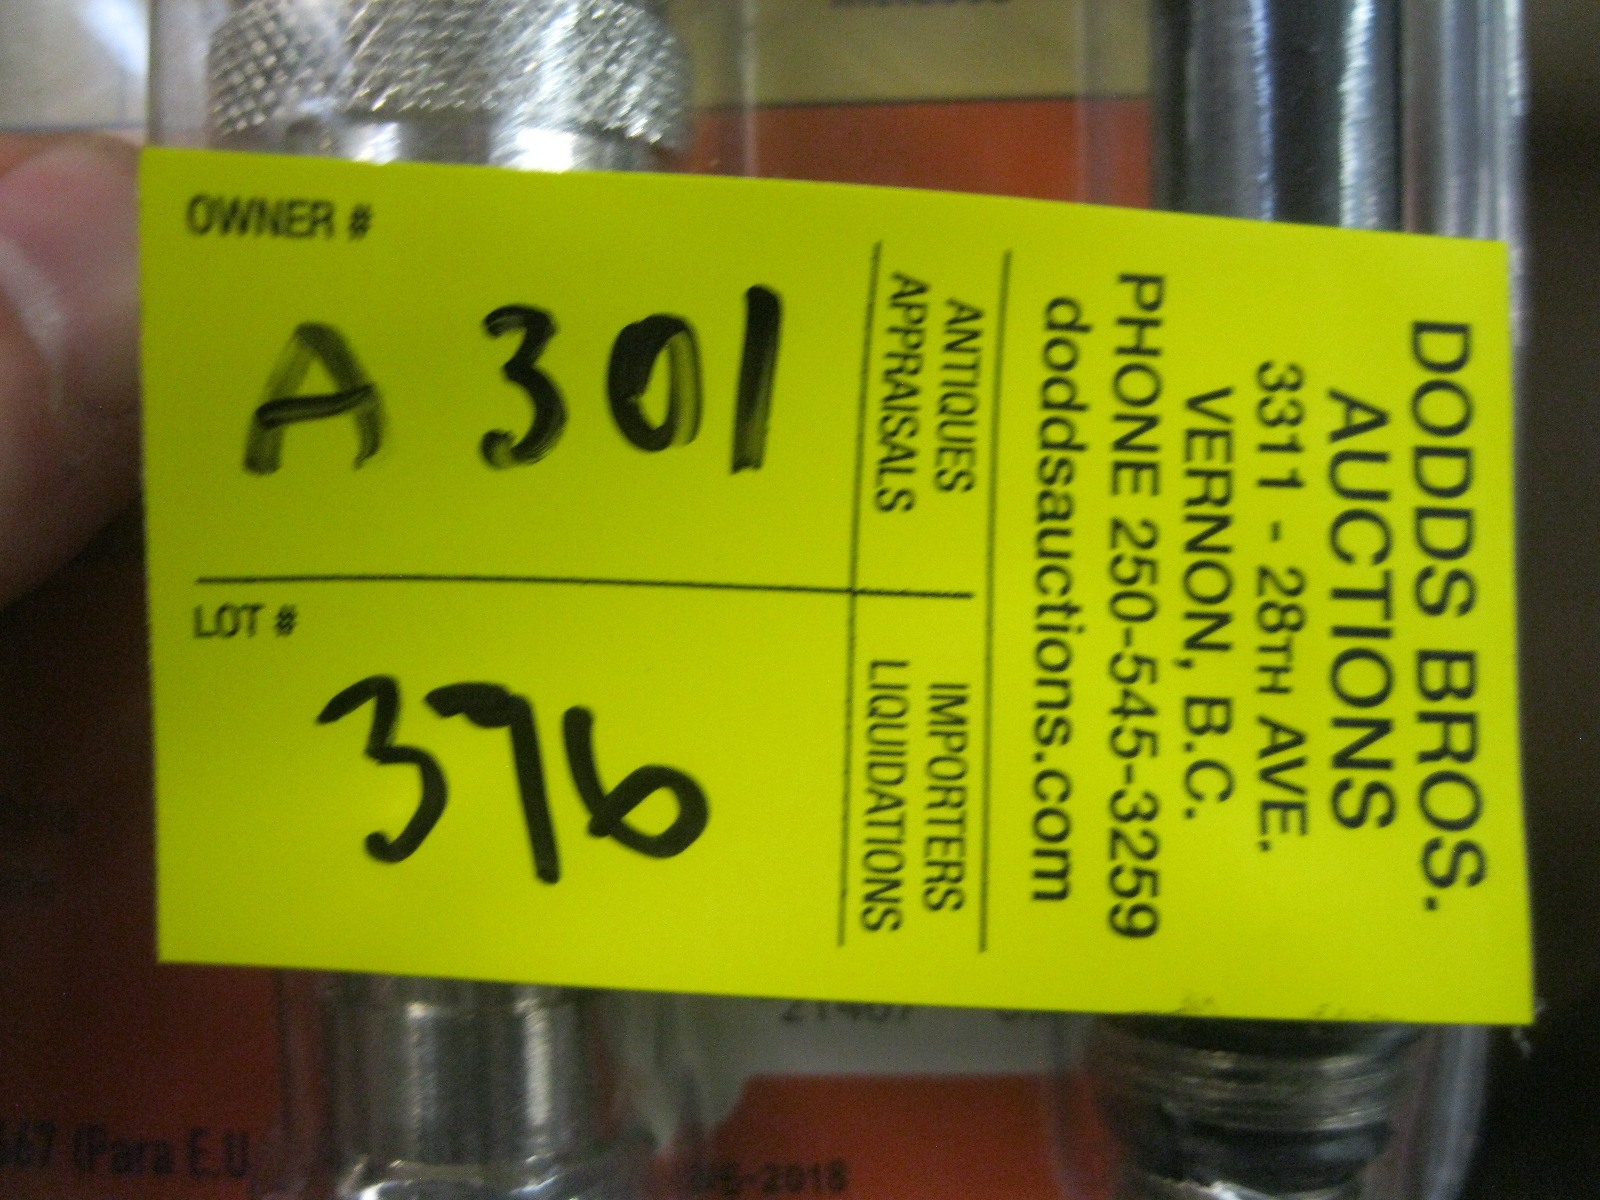 OWNER #
A 301
LOT #
376
ANTIQUES
APPRAISALS
IMPORTERS
LIQUIDATIONS
DODDS BROS.
AUCTIONS
3311 - 28TH AVE.
VERNON, B.C.
PHONE 250-545-3259
doddsauctions.com
(Para E.U